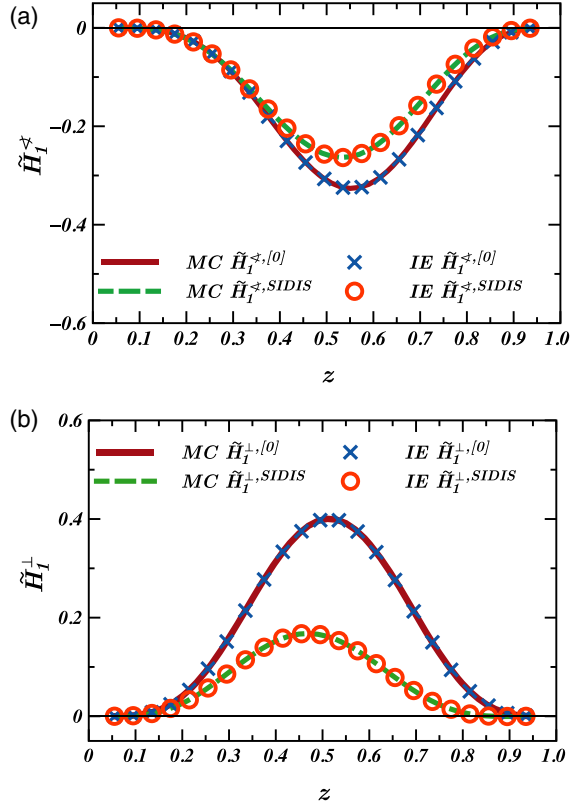 (a)
0
-0.2
-0.4
-0.6
H̃₁^∢
MC H̃₁^∢,[0] IE H̃₁^∢,[0]
MC H̃₁^∢,SIDIS IE H̃₁^∢,SIDIS
0 0.1 0.2 0.3 0.4 0.5 0.6 0.7 0.8 0.9 1.0
z
(b)
0.6
0.4
0.2
0
H̃₁^⊥
MC H̃₁^⊥,[0] IE H̃₁^⊥,[0]
MC H̃₁^⊥,SIDIS IE H̃₁^⊥,SIDIS
0 0.1 0.2 0.3 0.4 0.5 0.6 0.7 0.8 0.9 1.0
z